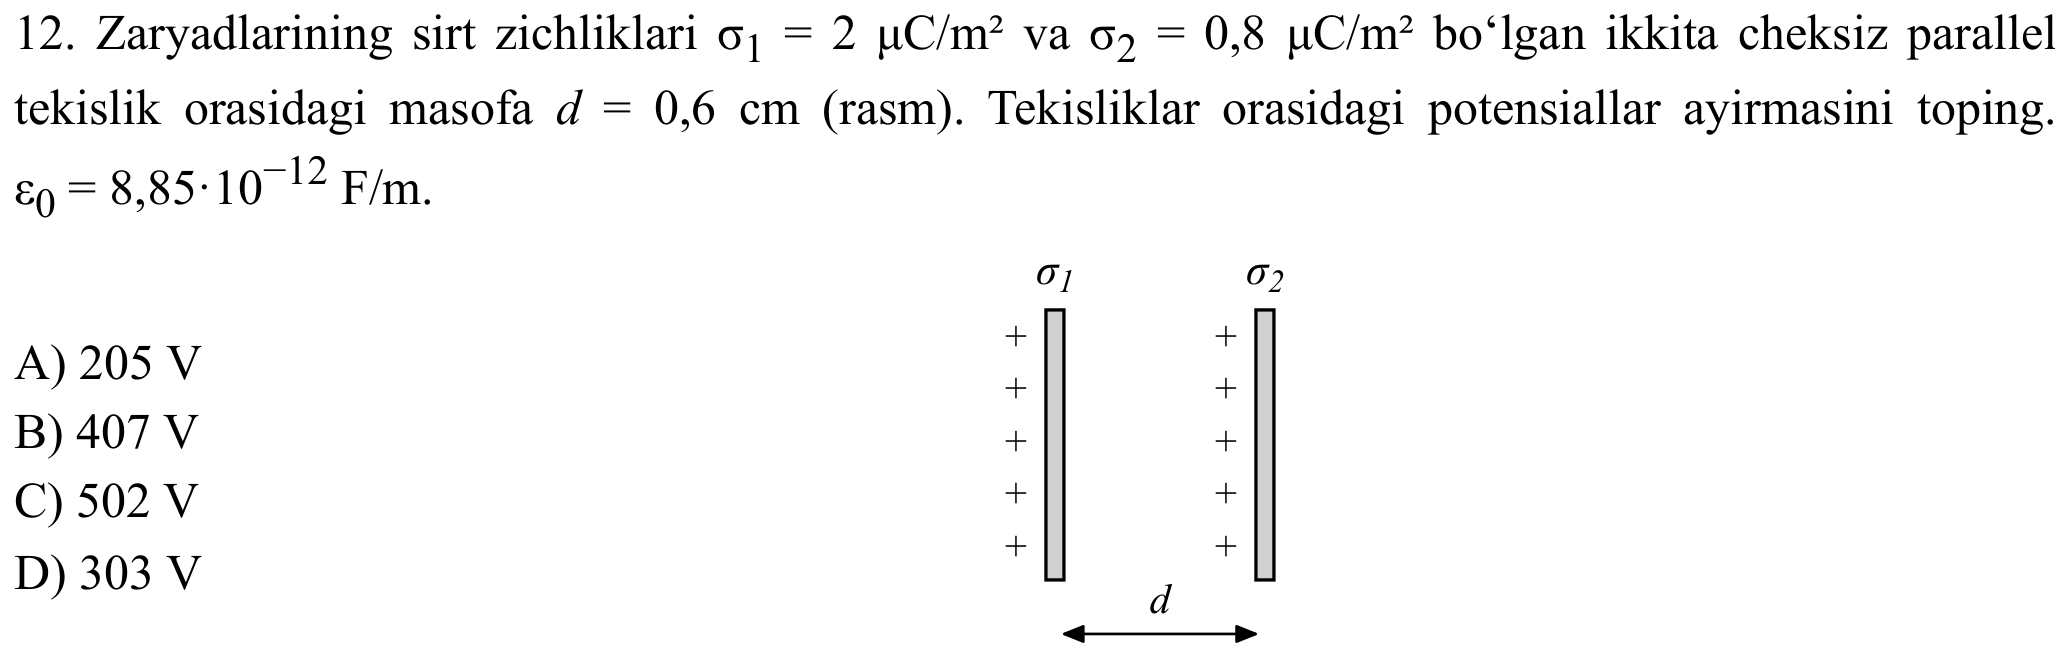 12. Zaryadlarining sirt zichliklari σ₁ = 2 μC/m² va σ₂ = 0,8 μC/m² bo‘lgan ikkita cheksiz parallel
tekislik orasidagi masofa d = 0,6 cm (rasm). Tekisliklar orasidagi potensiallar ayirmasini toping.
ε₀ = 8,85·10⁻¹² F/m.
σ₁ σ₂
+ +
+ +
+ +
+ +
+ +
d
A) 205 V
B) 407 V
C) 502 V
D) 303 V